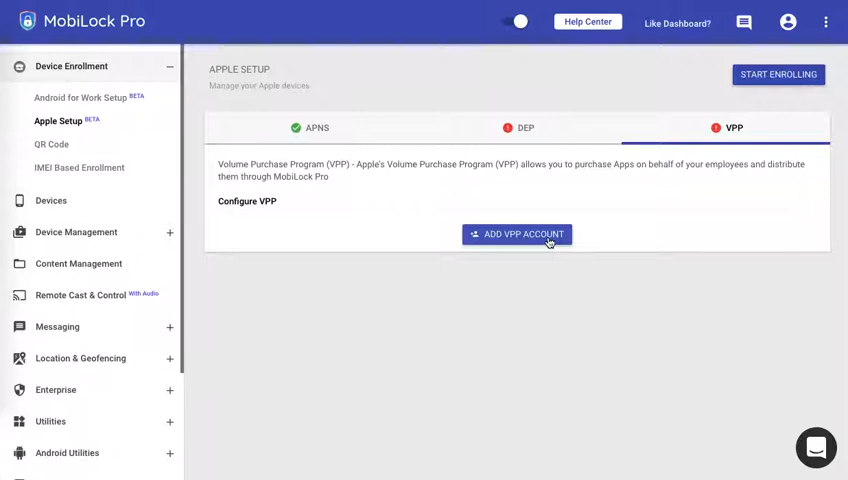 MobiLock Pro
Help Center
Like Dashboard?
Device Enrollment
Android for Work Setup BETA
Apple Setup BETA
QR Code
IMEI Based Enrollment
Devices
Device Management
Content Management
Remote Cast & Control With Audio
Messaging
Location & Geofencing
Enterprise
Utilities
Android Utilities
APPLE SETUP
Manage your Apple devices
START ENROLLING
APNS
DEP
VPP
Volume Purchase Program (VPP) - Apple's Volume Purchase Program (VPP) allows you to purchase Apps on behalf of your employees and distribute
them through MobiLock Pro
Configure VPP
ADD VPP ACCOUNT